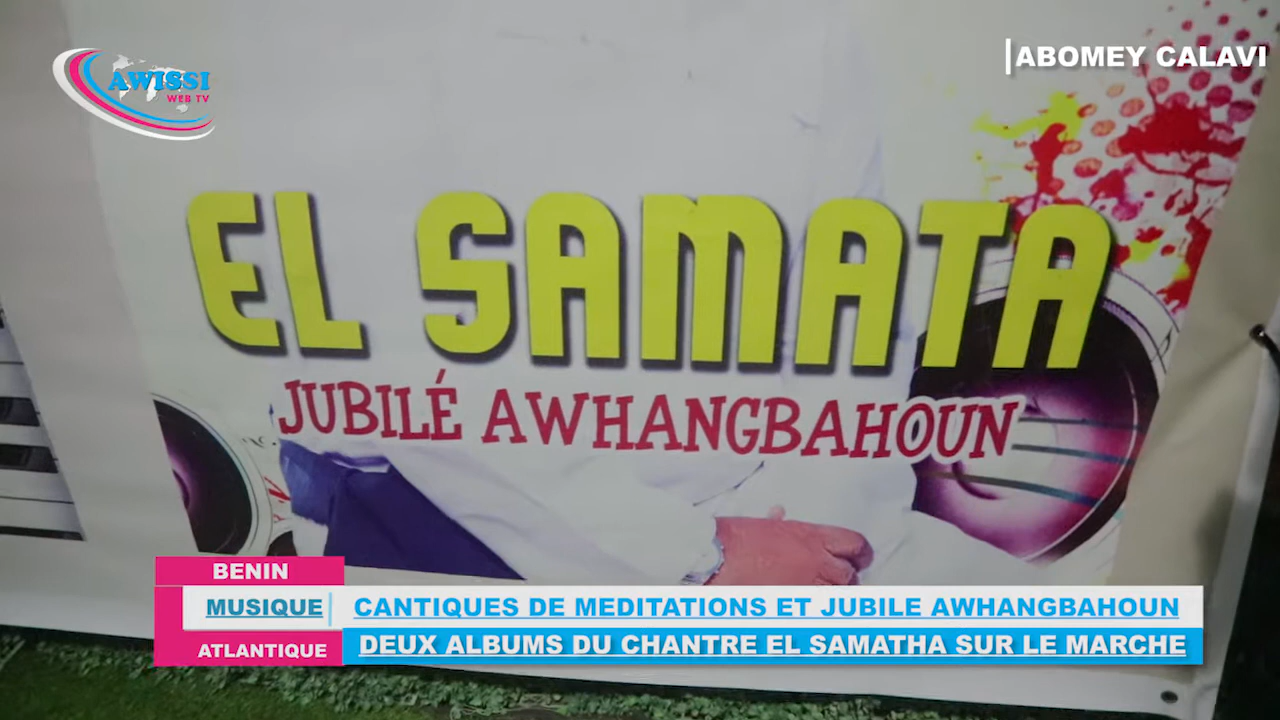 AWISSI
WEB TV
ABOMEY CALAVI
EL SAMATA
JUBILÉ AWHANGBAHOUN
BENIN
MUSIQUE
CANTIQUES DE MEDITATIONS ET JUBILE AWHANGBAHOUN
ATLANTIQUE
DEUX ALBUMS DU CHANTRE EL SAMATHA SUR LE MARCHE